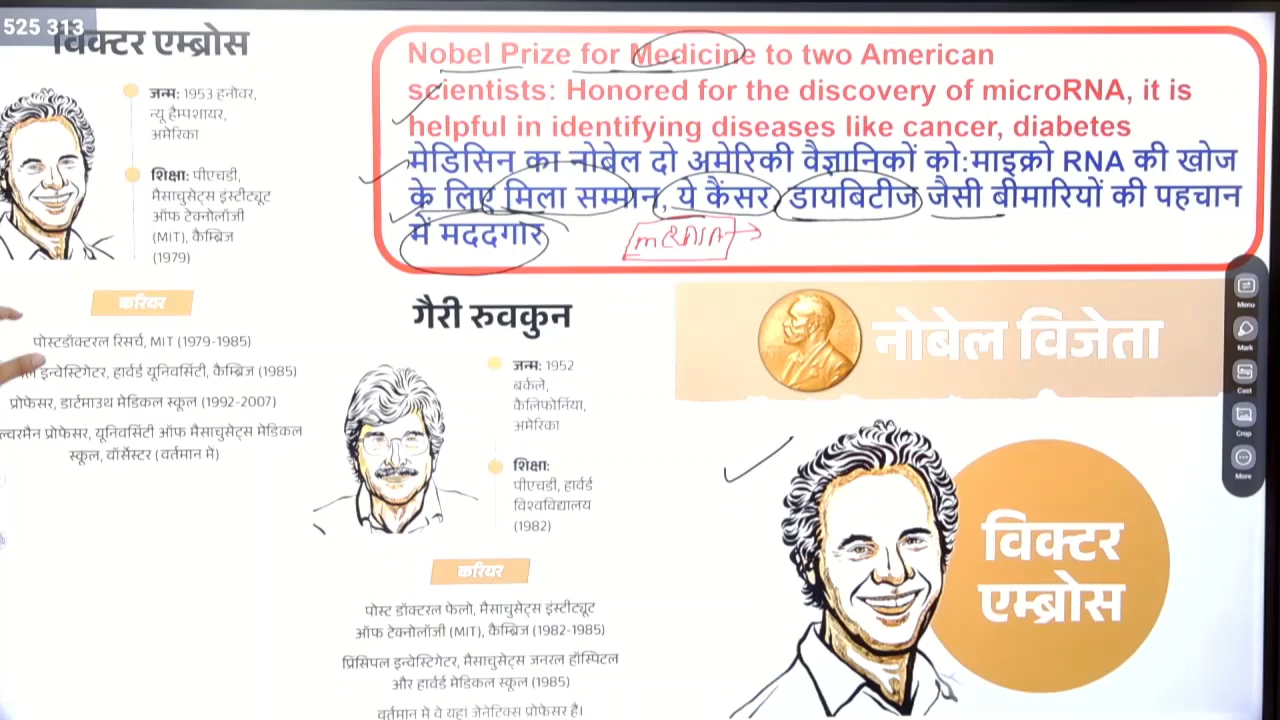 525 313
विक्टर एम्ब्रोस
जन्म: 1953 हनोवर,
न्यू हैम्पशायर,
अमेरिका
शिक्षा: पीएचडी,
मैसाचुसेट्स इंस्टीट्यूट
ऑफ टेक्नोलॉजी
(MIT), कैम्ब्रिज
(1979)
करियर
पोस्टडॉक्टरल रिसर्च, MIT (1979-1985)
इन्वेस्टिगेटर, हार्वर्ड यूनिवर्सिटी, कैम्ब्रिज (1985)
प्रोफेसर, डार्टमाउथ मेडिकल स्कूल (1992-2007)
ल्वरमैन प्रोफेसर, यूनिवर्सिटी ऑफ मैसाचुसेट्स मेडिकल
स्कूल, वॉर्सेस्टर (वर्तमान में)
Nobel Prize for Medicine to two American
scientists: Honored for the discovery of microRNA, it is
helpful in identifying diseases like cancer, diabetes
मेडिसिन का नोबेल दो अमेरिकी वैज्ञानिकों को:माइक्रो RNA की खोज
के लिए मिला सम्मान, ये कैंसर, डायबिटीज जैसी बीमारियों की पहचान
में मददगार
गैरी रुवकुन
जन्म: 1952
बर्कले,
कैलिफोर्निया,
अमेरिका
शिक्षा:
पीएचडी, हार्वर्ड
विश्वविद्यालय
(1982)
करियर
पोस्ट डॉक्टरल फेलो, मैसाचुसेट्स इंस्टीट्यूट
ऑफ टेक्नोलॉजी (MIT), कैम्ब्रिज (1982-1985)
प्रिंसिपल इन्वेस्टिगेटर, मैसाचुसेट्स जनरल हॉस्पिटल
और हार्वर्ड मेडिकल स्कूल (1985)
वर्तमान में वे यहां जेनेटिक्स प्रोफेसर हैं।
नोबेल विजेता
विक्टर
एम्ब्रोस
Menu
Mark
Cast
Crop
More